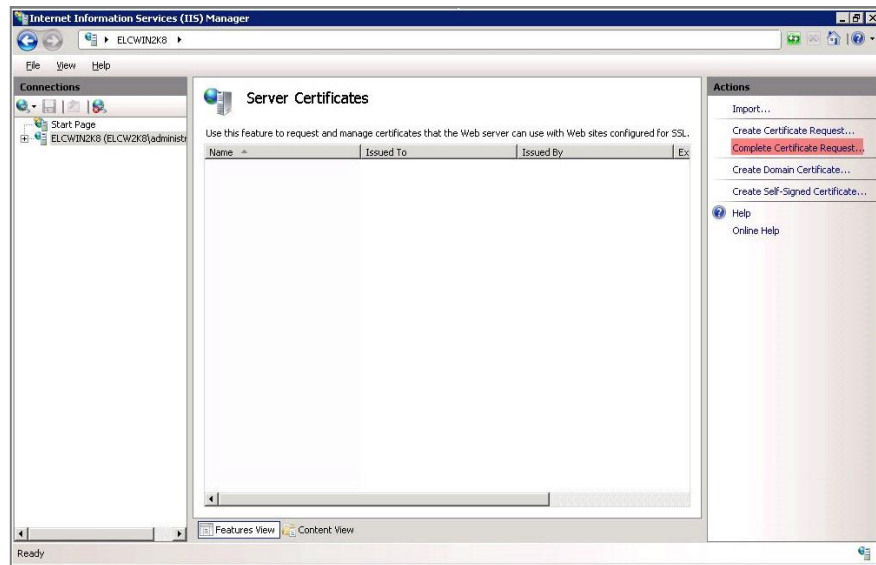 Internet Information Services (IIS) Manager
ELCWIN2K8
File View Help
Connections
Start Page
ELCWIN2K8 (ELCW2K8\administr
Server Certificates
Use this feature to request and manage certificates that the Web server can use with Web sites configured for SSL.
Name Issued To Issued By Ex
Features View Content View
Actions
Import...
Create Certificate Request...
Complete Certificate Request...
Create Domain Certificate...
Create Self-Signed Certificate...
Help
Online Help
Ready